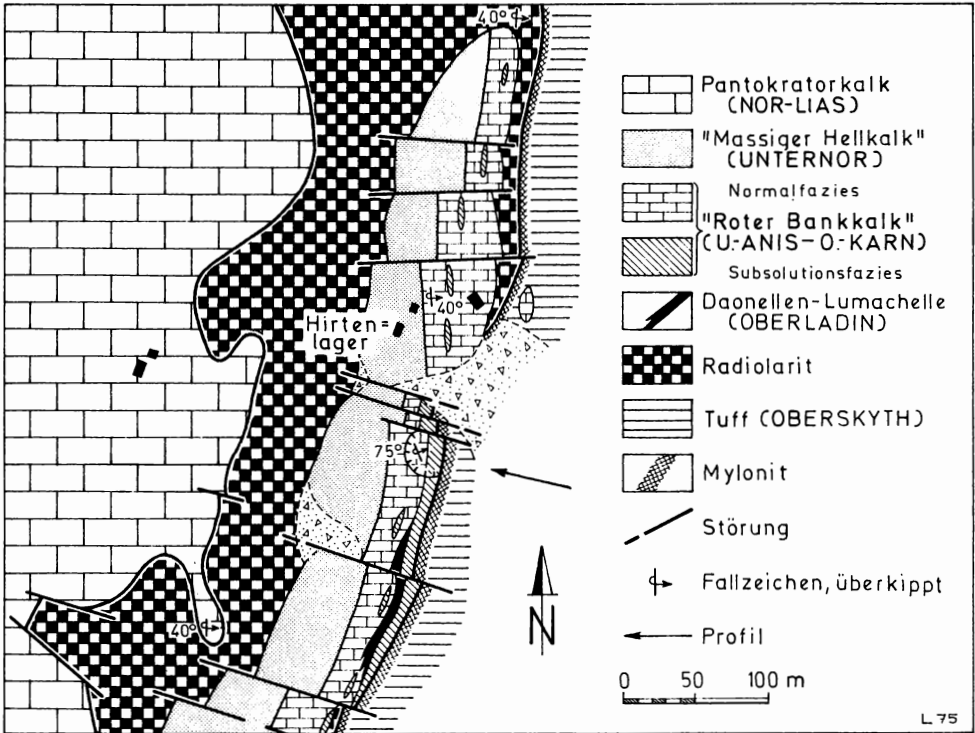 40°
Hirten=
lager
40°
75°
40°
Pantokratorkalk
(NOR-LIAS)
"Massiger Hellkalk"
(UNTERNOR)
Normalfazies
"Roter Bankkalk"
(U.-ANIS-O.-KARN)
Subsolutionsfazies
Daonellen-Lumachelle
(OBERLADIN)
Radiolarit
Tuff (OBERSKYTH)
Mylonit
Störung
Fallzeichen, überkippt
Profil
N
0 50 100 m
L.75